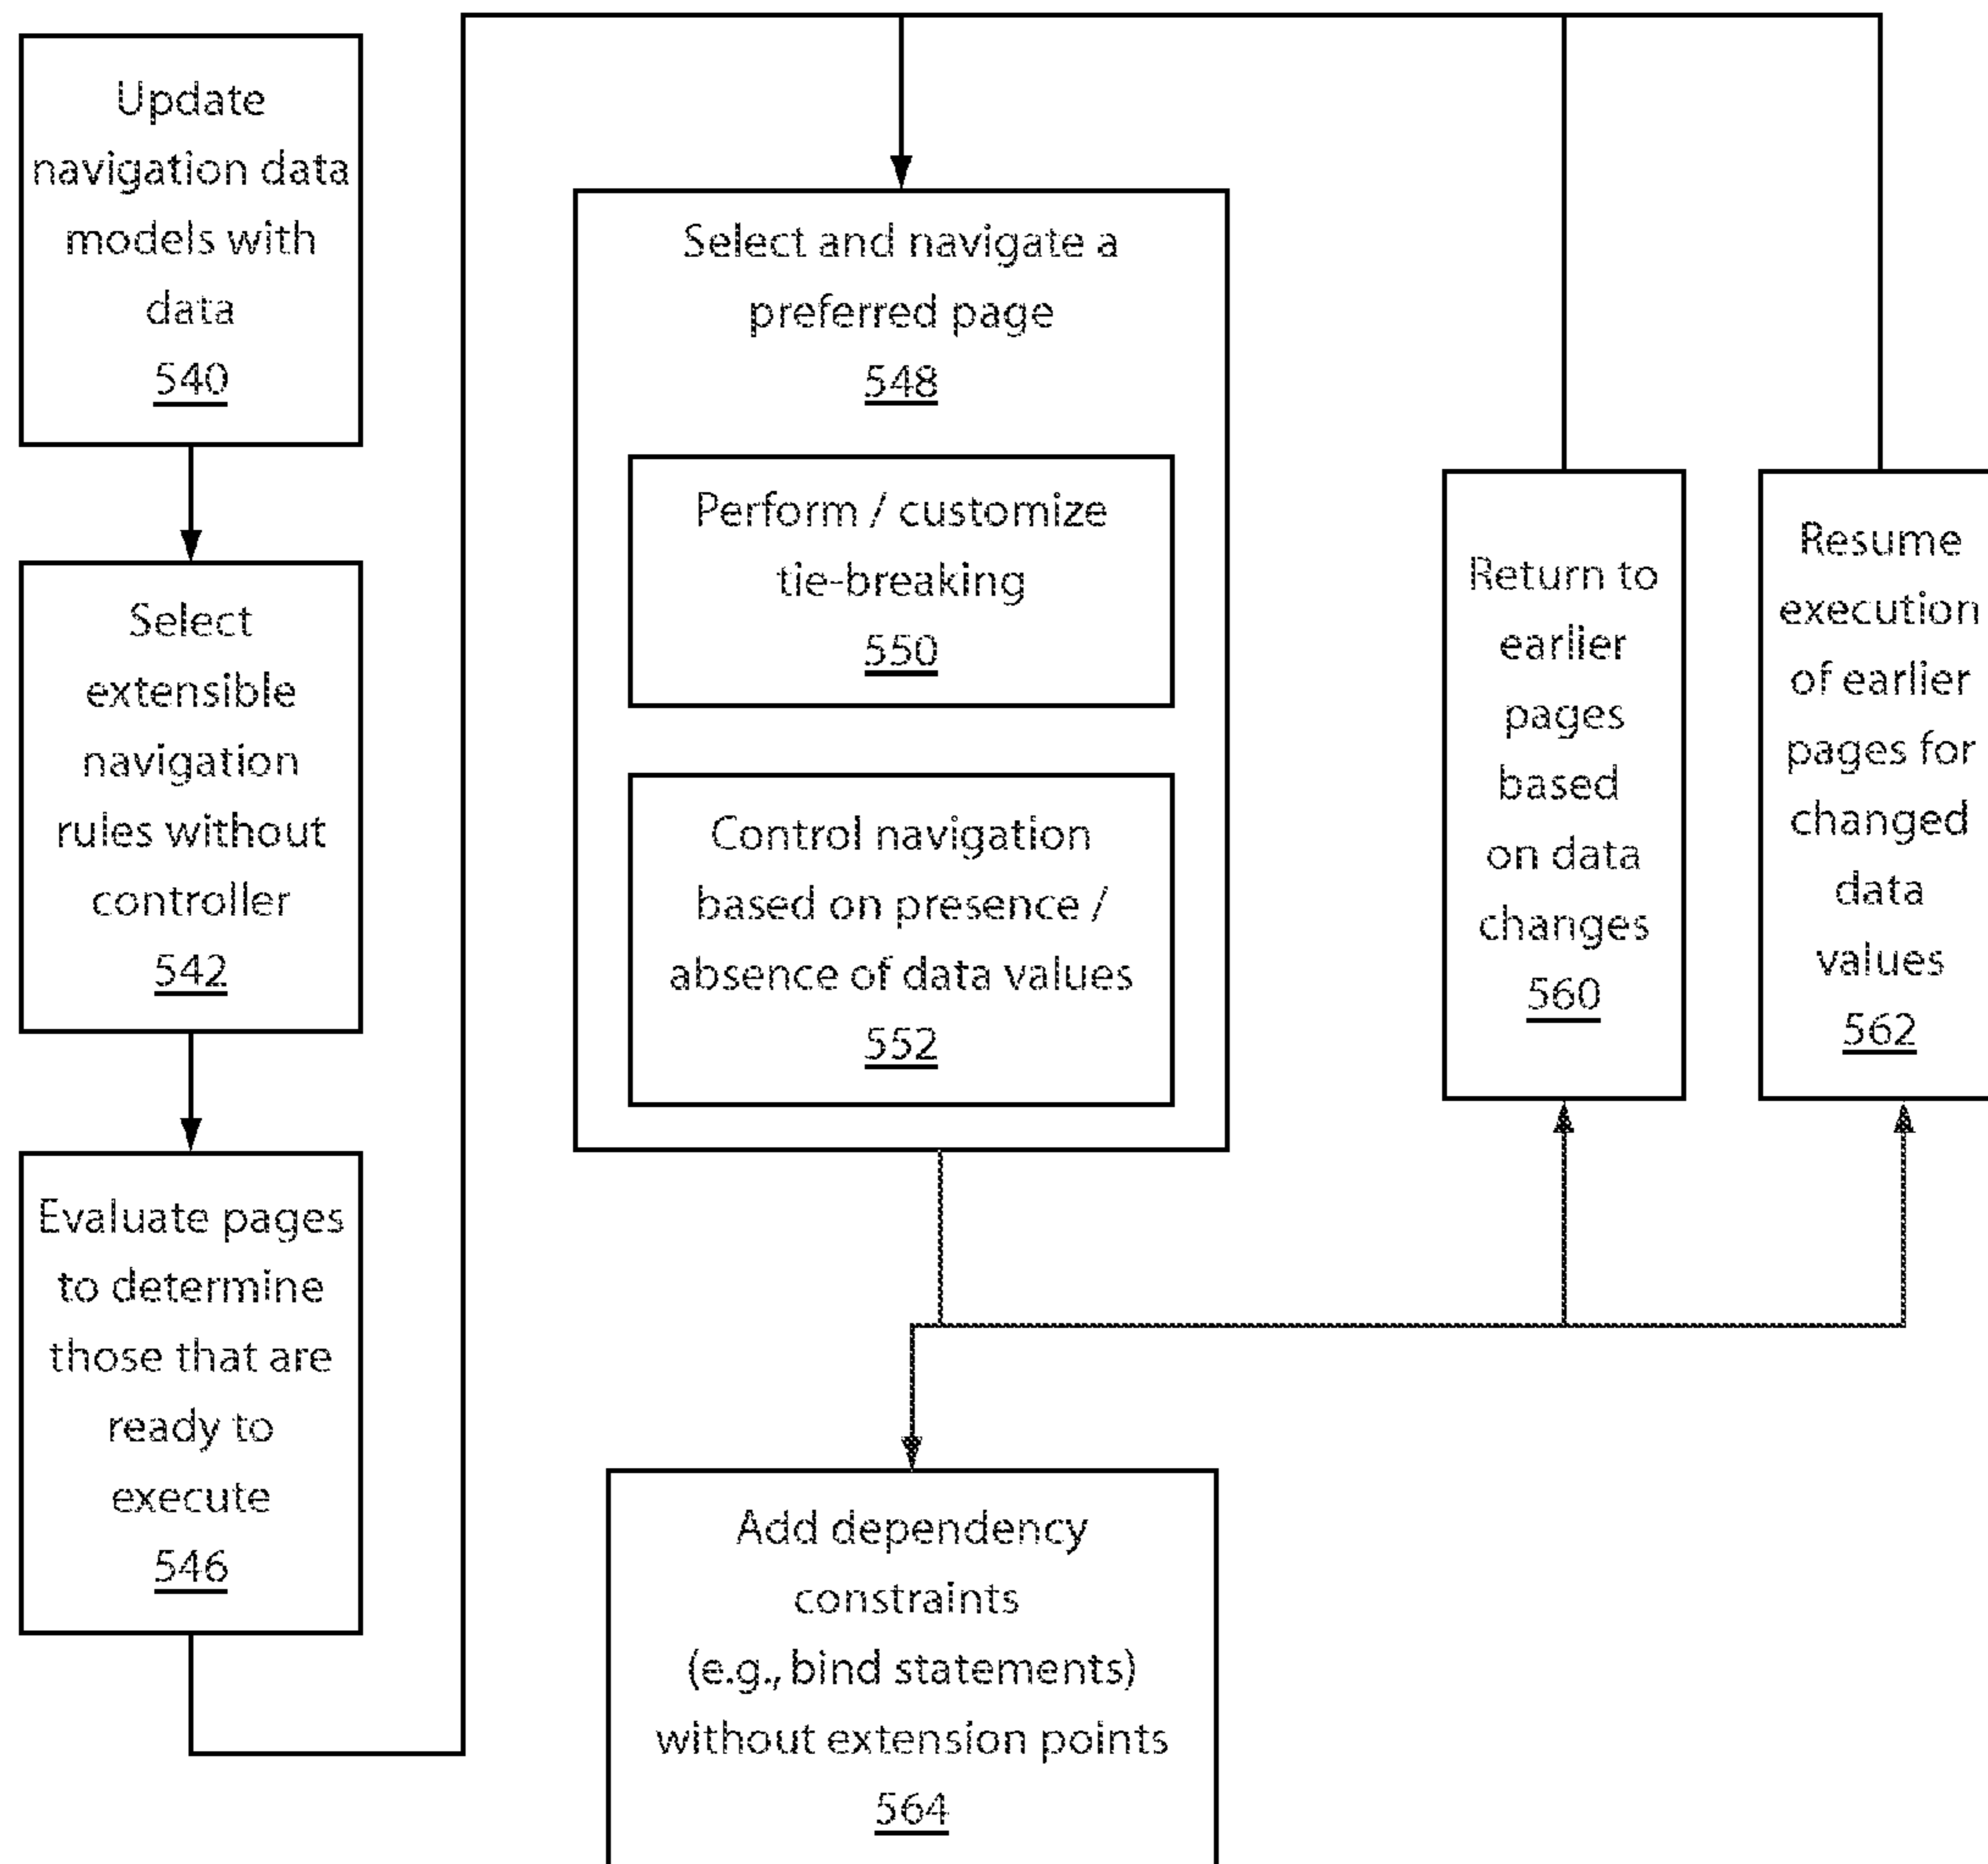 Update
navigation data
models with
data
540
Select
extensible
navigation
rules without
controller
542
Evaluate pages
to determine
those that are
ready to
execute
546
Select and navigate a
preferred page
548
Perform / customize
tie-breaking
550
Control navigation
based on presence /
absence of data values
552
Return to
earlier
pages
based
on data
changes
560
Resume
execution
of earlier
pages for
changed
data
values
562
Add dependency
constraints
(e.g., bind statements)
without extension points
564